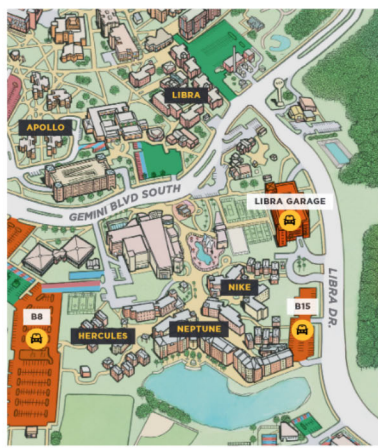 LIBRA
APOLLO
LIBRA GARAGE
GEMINI BLVD SOUTH
NIKE
LIBRA DR.
B15
B8
NEPTUNE
HERCULES